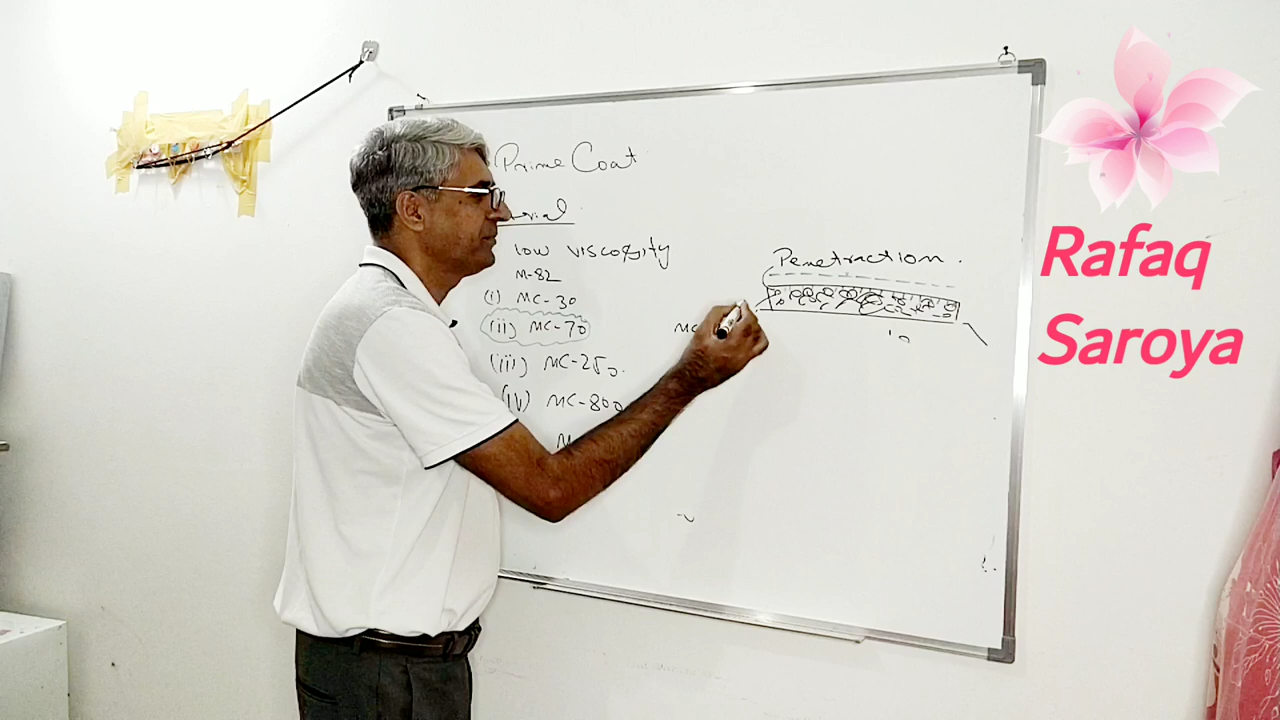 Prime Coat
low viscosity
M-82
(i) MC-30
(ii) MC-70
(iii) MC-250.
(iv) MC-800
M
Penetraction.
MC
Rafaq
Saroya